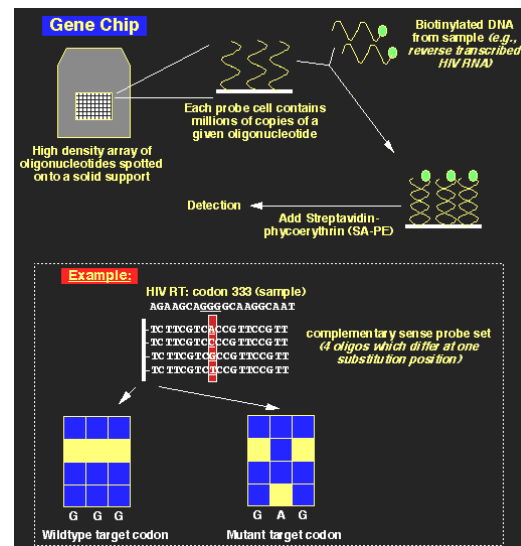 Gene Chip
Biotinylated DNA
from sample (e.g.,
reverse transcribed
HIV RNA)
Each probe cell contains
millions of copies of a
given oligonucleotide
High density array of
oligonucleotides spotted
onto a solid support
Detection
Add Streptavidin-
phycoerythrin (SA-PE)
Example:
HIV RT: codon 333 (sample)
AGAAGCAGGGGCAAGGCAAT
-TCTTCGTCACCGTTCCGTT
-TCTTCGTCCCCGTTCCGTT
-TCTTCGTCGCCGTTCCGTT
-TCTTCGTCTCCGTTCCGTT
complementary sense probe set
(4 oligos which differ at one
substitution position)
G G G
Wildtype target codon
G A G
Mutant target codon